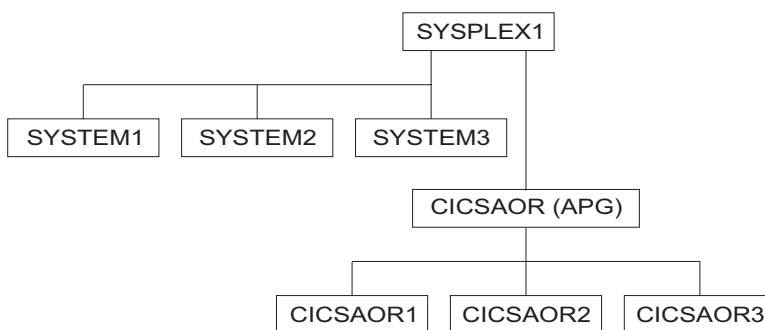 SYSPLEX1
SYSTEM1 SYSTEM2 SYSTEM3
CICSAOR (APG)
CICSAOR1 CICSAOR2 CICSAOR3